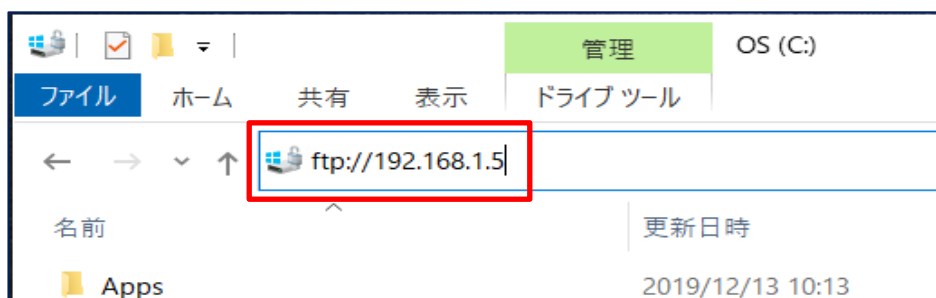 管理 OS (C:)
ファイル ホーム 共有 表示 ドライブ ツール
ftp://192.168.1.5
名前 更新日時
Apps 2019/12/13 10:13